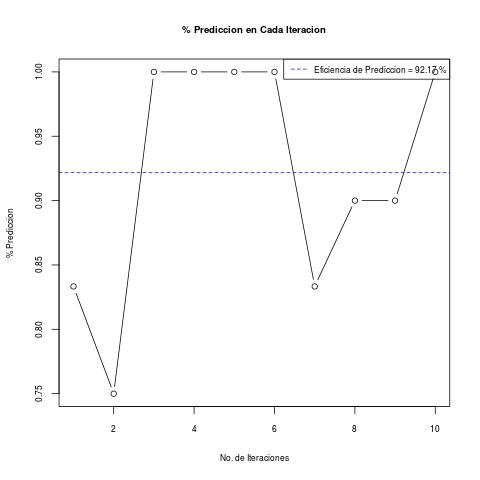 % Prediccion en Cada Iteracion
Eficiencia de Prediccion = 92.17 %
1.00
0.95
0.90
0.85
0.80
0.75
% Prediccion
2 4 6 8 10
No. de Iteraciones